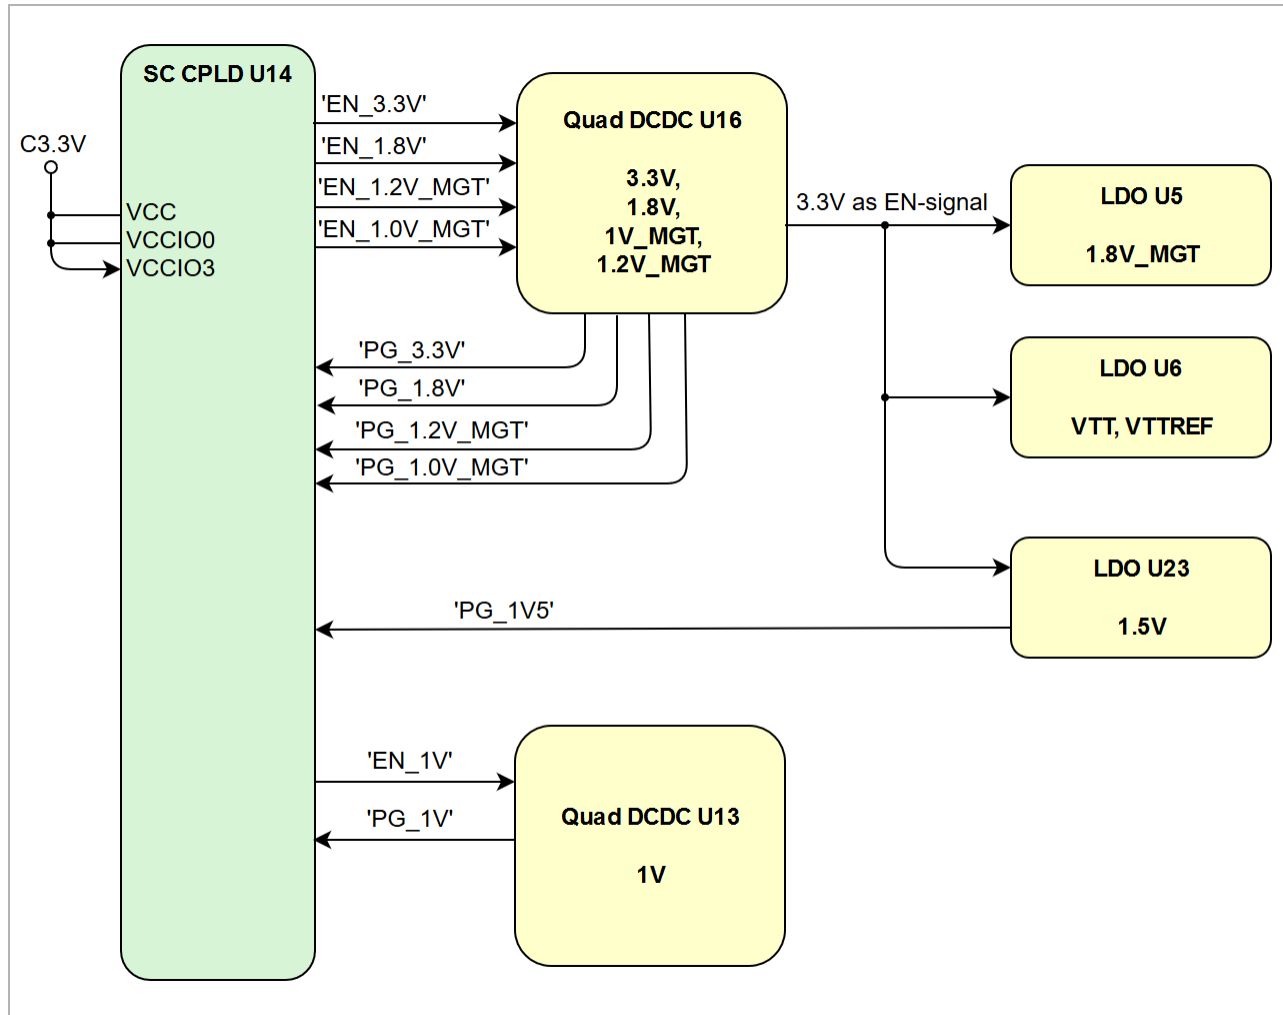 SC CPLD U14
C3.3V
VCC
VCCIO0
VCCIO3
'EN_3.3V'
'EN_1.8V'
'EN_1.2V_MGT'
'EN_1.0V_MGT'
Quad DCDC U16
3.3V,
1.8V,
1V_MGT,
1.2V_MGT
3.3V as EN-signal
LDO U5
1.8V_MGT
'PG_3.3V'
'PG_1.8V'
'PG_1.2V_MGT'
'PG_1.0V_MGT'
LDO U6
VTT, VTTREF
LDO U23
1.5V
'PG_1V5'
'EN_1V'
'PG_1V'
Quad DCDC U13
1V